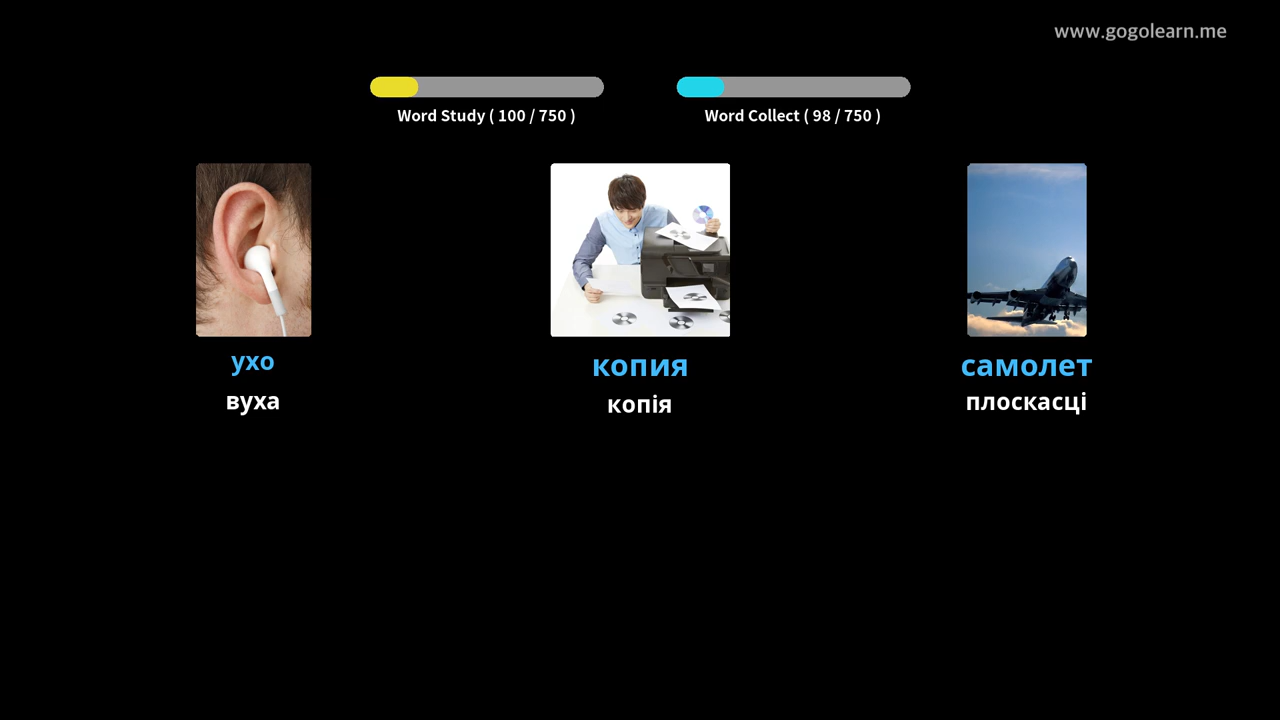 www.gogolearn.me
Word Study ( 100 / 750 )
Word Collect ( 98 / 750 )
ухо
копия
самолет
вуха
копія
плоскасці